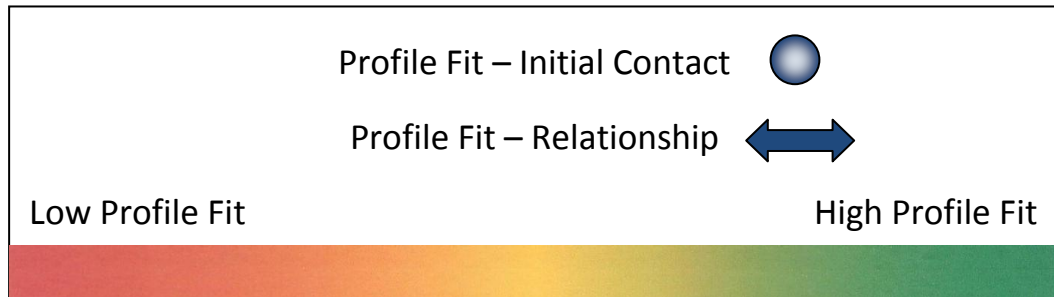 Profile Fit – Initial Contact
Profile Fit – Relationship
Low Profile Fit High Profile Fit